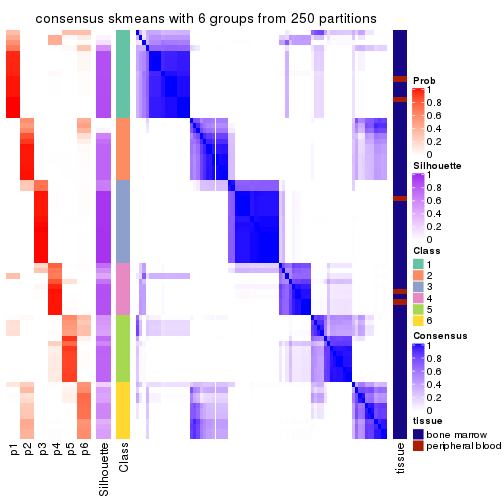 consensus skmeans with 6 groups from 250 partitions
Prob
1
0.8
0.6
0.4
0.2
0
Silhouette
1
0.8
0.6
0.4
0.2
0
Class
1
2
3
4
5
6
Consensus
1
0.8
0.6
0.4
0.2
0
tissue
bone marrow
peripheral blood
p1
p2
p3
p4
p5
p6
Silhouette
Class
tissue